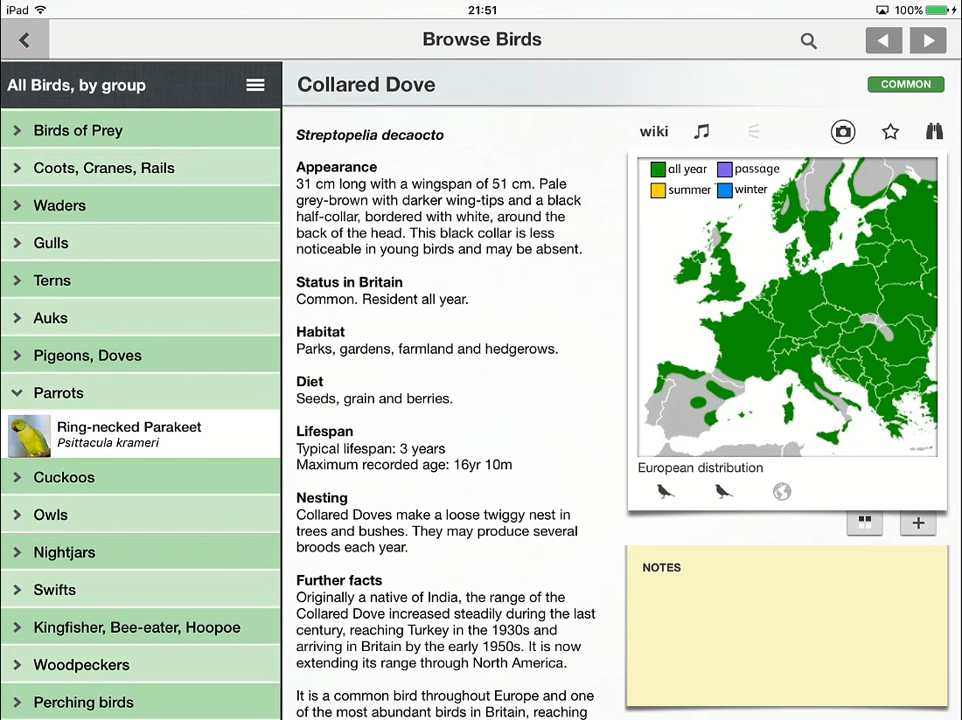 iPad 21:51 100%
Browse Birds
All Birds, by group
Birds of Prey
Coots, Cranes, Rails
Waders
Gulls
Terns
Auks
Pigeons, Doves
Parrots
Ring-necked Parakeet
Psittacula krameri
Cuckoos
Owls
Nightjars
Swifts
Kingfisher, Bee-eater, Hoopoe
Woodpeckers
Perching birds
Collared Dove
COMMON
Streptopelia decaocto
Appearance
31 cm long with a wingspan of 51 cm. Pale
grey-brown with darker wing-tips and a black
half-collar, bordered with white, around the
back of the head. This black collar is less
noticeable in young birds and may be absent.
Status in Britain
Common. Resident all year.
Habitat
Parks, gardens, farmland and hedgerows.
Diet
Seeds, grain and berries.
Lifespan
Typical lifespan: 3 years
Maximum recorded age: 16yr 10m
Nesting
Collared Doves make a loose twiggy nest in
trees and bushes. They may produce several
broods each year.
Further facts
Originally a native of India, the range of the
Collared Dove increased steadily during the last
century, reaching Turkey in the 1930s and
arriving in Britain by the early 1950s. It is now
extending its range through North America.
It is a common bird throughout Europe and one
of the most abundant birds in Britain, reaching
wiki
all year passage
summer winter
European distribution
NOTES